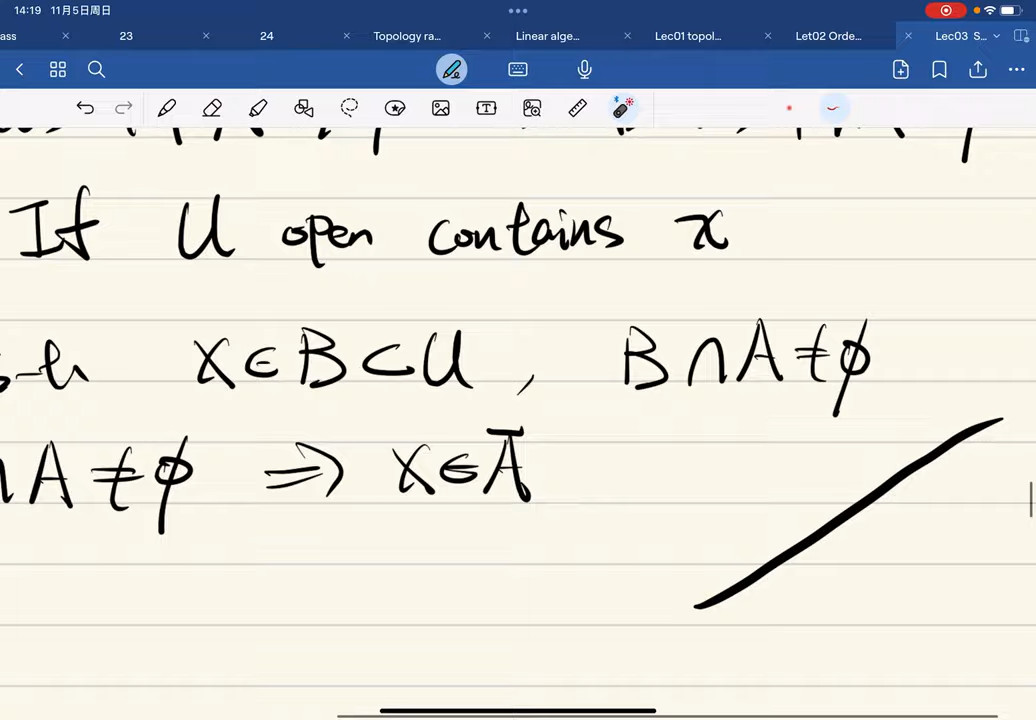 14:19 11月5日周日
ass 23 24 Topology ra... Linear alge... Lec01 topol... Let02 Orde... Lec03 S...
If U open contains x
x∈B⊂U, B∩A≠ϕ
A≠ϕ ⇒ x∈Ā